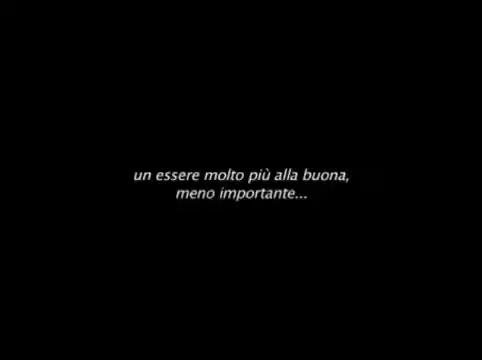 un essere molto più alla buona,
meno importante...